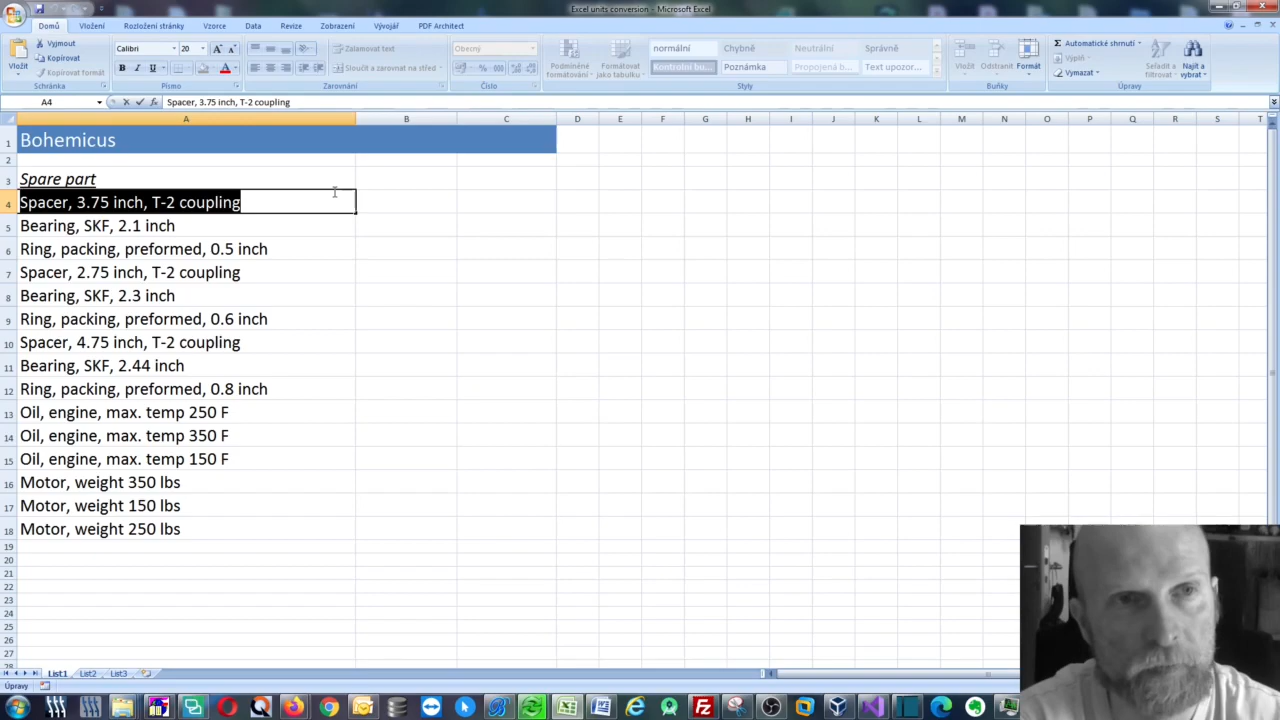 Excel units conversion - Microsoft Excel
Domů Vložení Rozložení stránky Vzorce Data Revize Zobrazení Vývojář PDF Architect
Vložit
Vyjmout
Kopírovat
Kopírovat formát
Schránka
Calibri 20
B I U
Písmo
Zalamovat text
Sloučit a zarovnat na střed
Zarovnání
Obecný
% 000
Číslo
Podmíněné formátování
Formátovat jako tabulku
normální Chybně Neutrální Správně
Kontrolní bu... Poznámka Propojená b... Text upozor...
Styly
Vložit Odstranit Formát
Buňky
Automatické shrnutí
Výplň
Vymazat
Seřadit a filtrovat
Najít a vybrat
Úpravy
A4 fx Spacer, 3.75 inch, T-2 coupling
A B C D E F G H I J K L M N O P Q R S T
1 Bohemicus
2
3 Spare part
4 Spacer, 3.75 inch, T-2 coupling
5 Bearing, SKF, 2.1 inch
6 Ring, packing, preformed, 0.5 inch
7 Spacer, 2.75 inch, T-2 coupling
8 Bearing, SKF, 2.3 inch
9 Ring, packing, preformed, 0.6 inch
10 Spacer, 4.75 inch, T-2 coupling
11 Bearing, SKF, 2.44 inch
12 Ring, packing, preformed, 0.8 inch
13 Oil, engine, max. temp 250 F
14 Oil, engine, max. temp 350 F
15 Oil, engine, max. temp 150 F
16 Motor, weight 350 lbs
17 Motor, weight 150 lbs
18 Motor, weight 250 lbs
19
20
21
22
23
24
25
26
27
28
List1 List2 List3
Úpravy